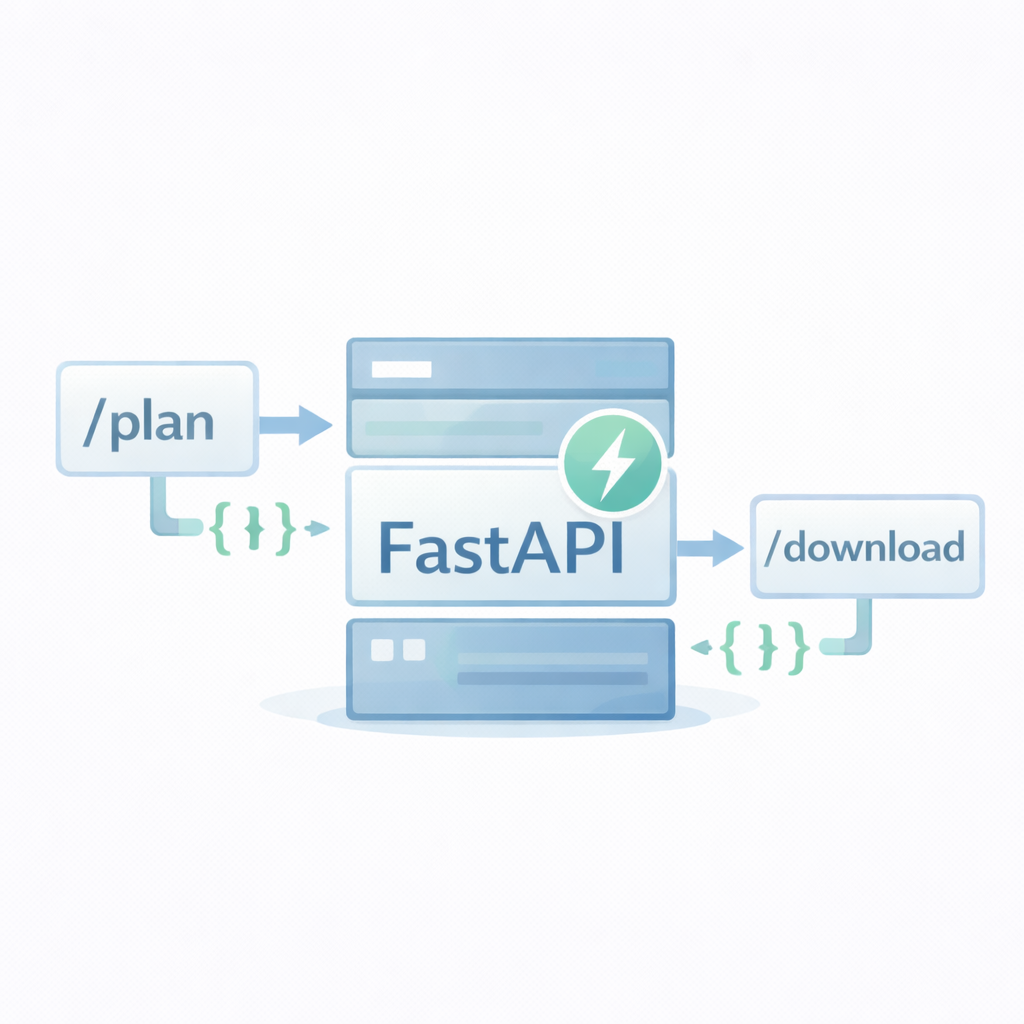 /plan
{ } }
FastAPI
/download
{ } }